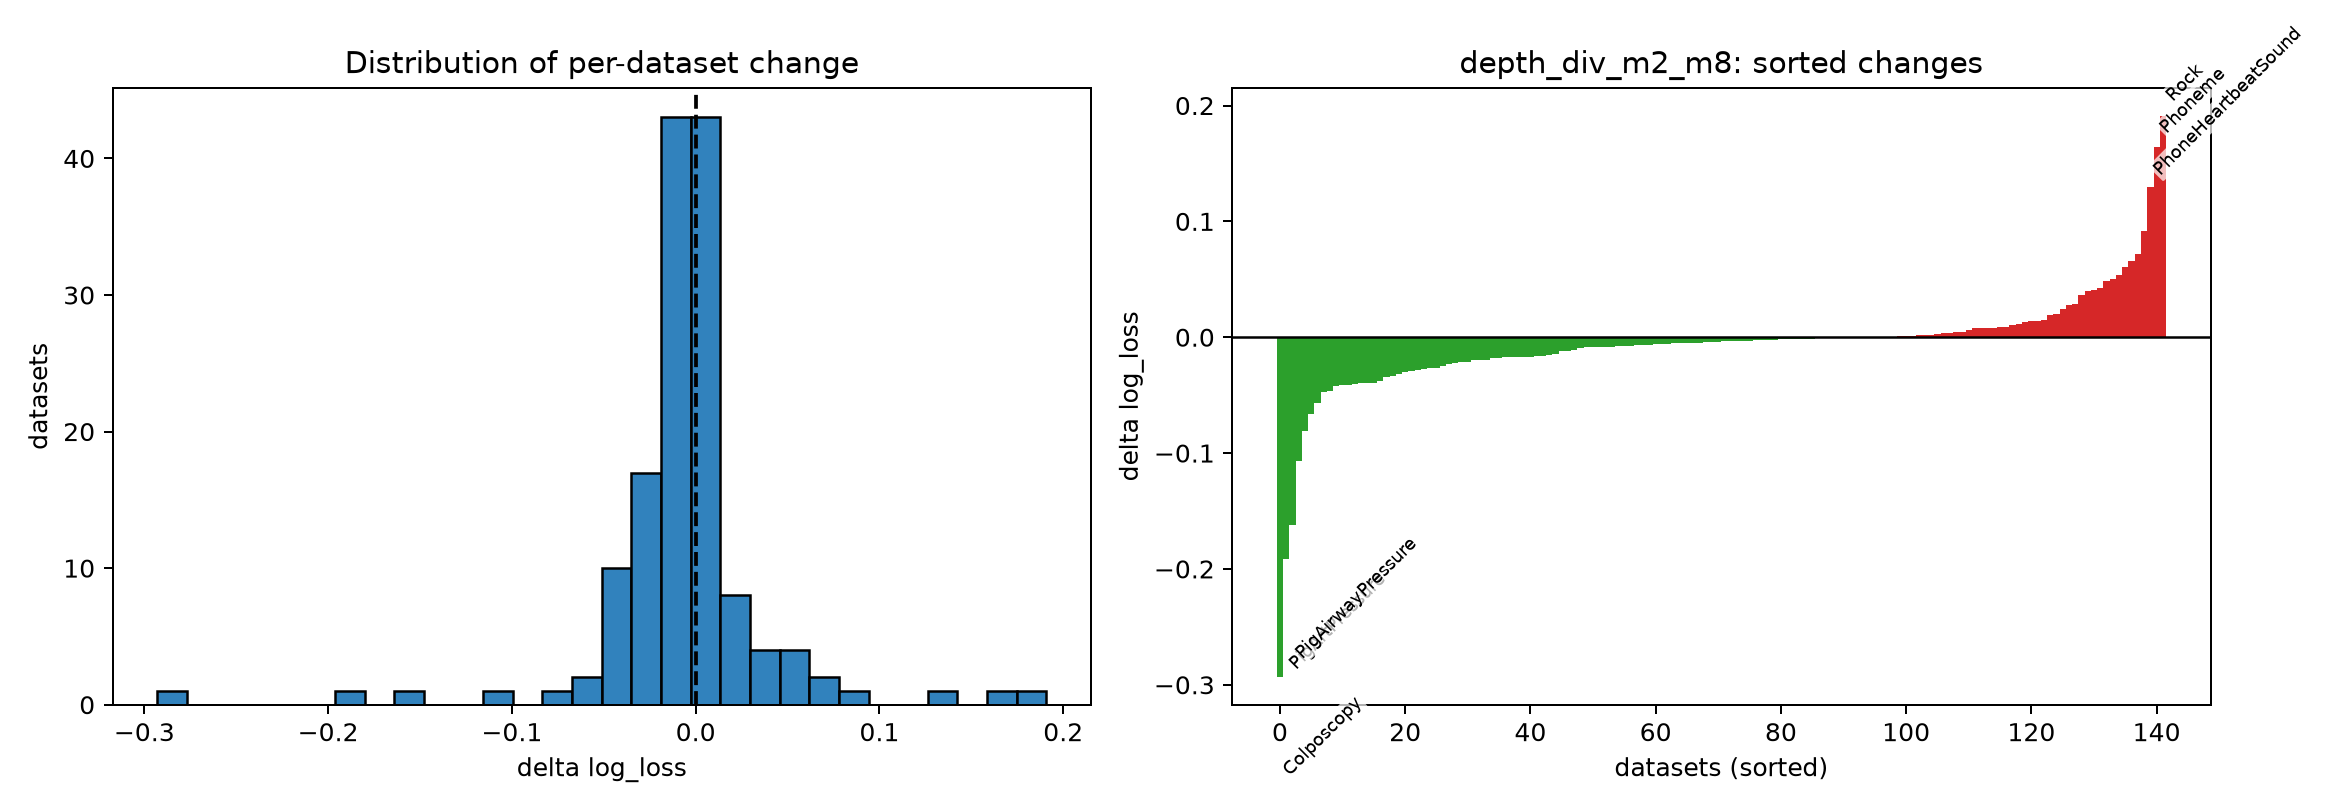 Distribution of per-dataset change
datasets
40
30
20
10
0
−0.3
−0.2
−0.1
0.0
0.1
0.2
delta log_loss
depth_div_m2_m8: sorted changes
delta log_loss
0.2
0.1
0.0
−0.1
−0.2
−0.3
Rock
Phoneme
PhoneHeartbeatSound
PigAirwayPressure
Colposcopy
0
20
40
60
80
100
120
140
datasets (sorted)